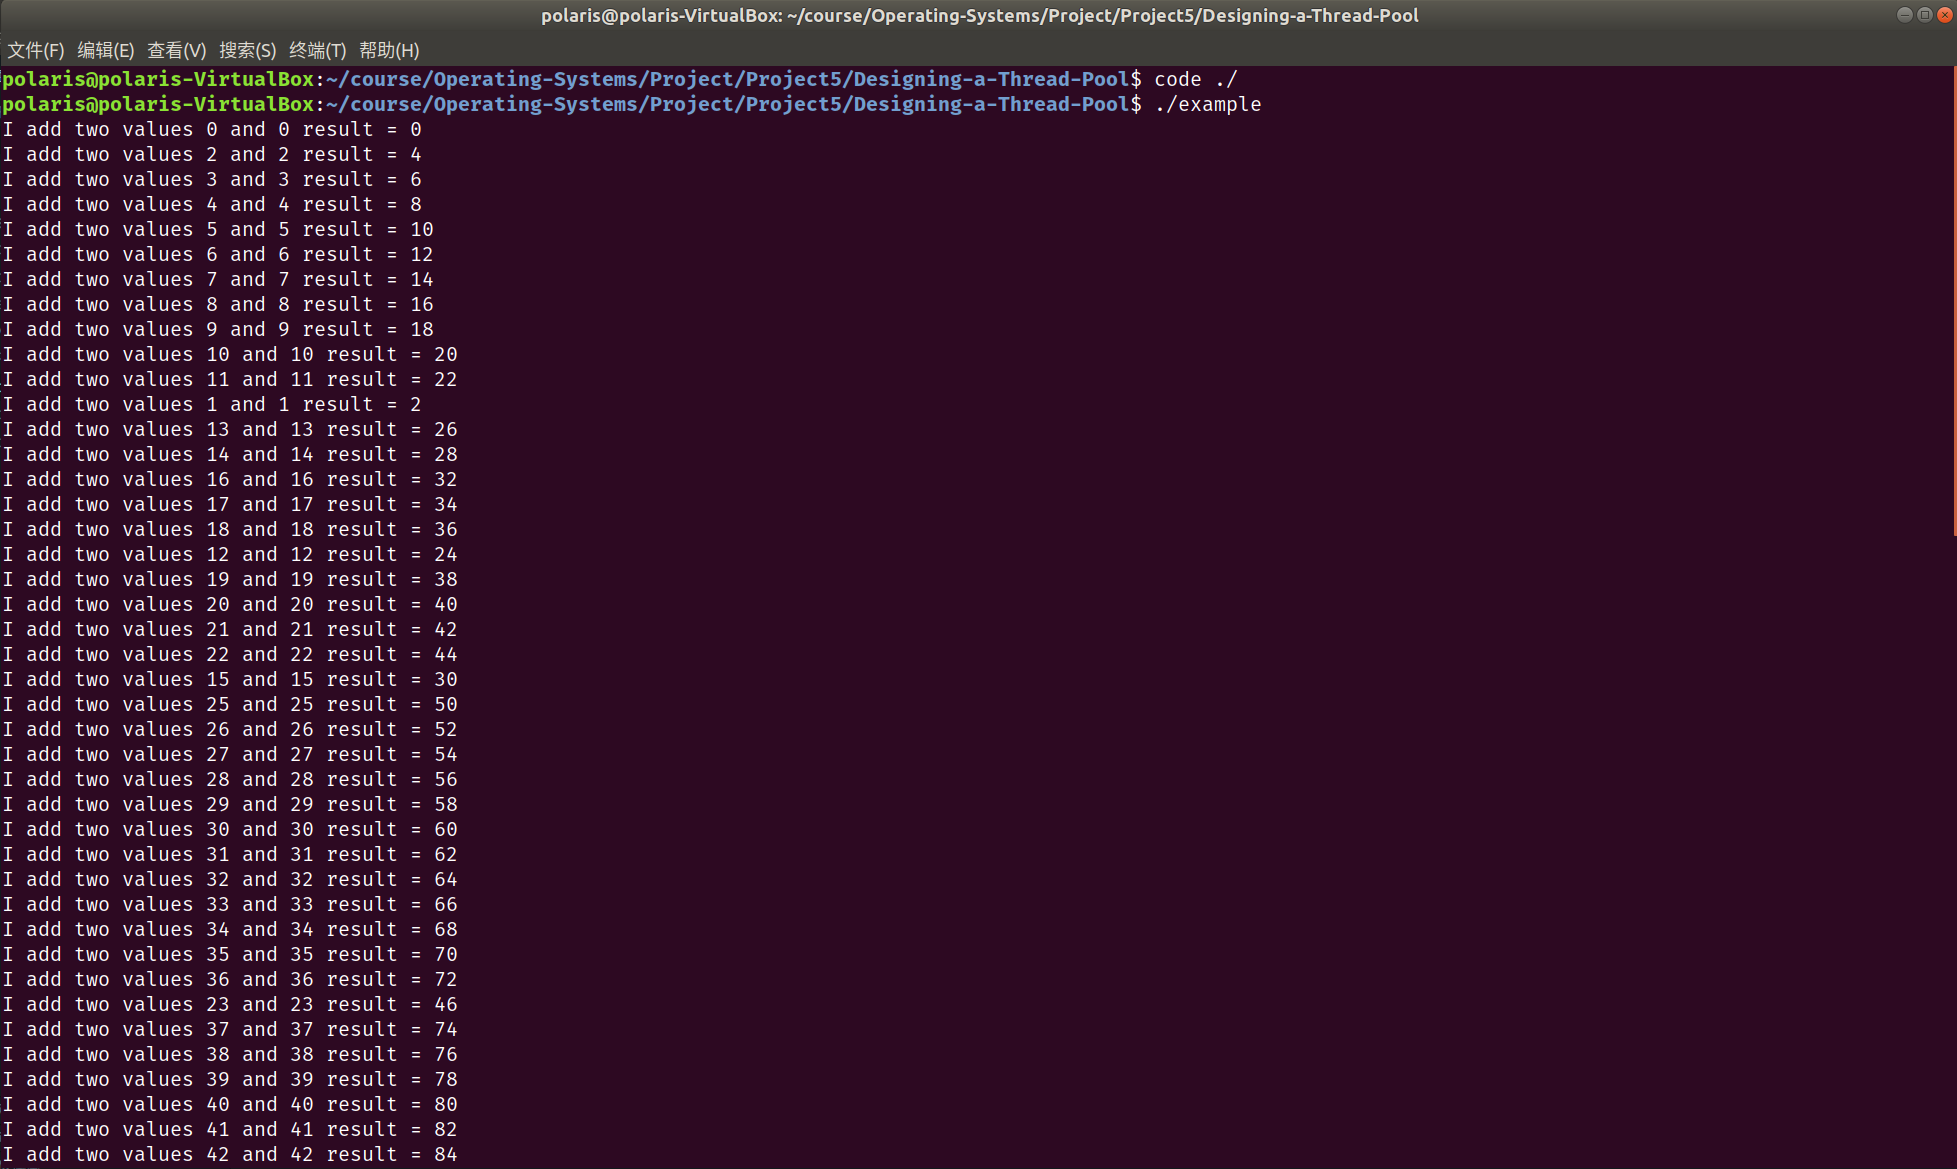 polaris@polaris-VirtualBox: ~/course/Operating-Systems/Project/Project5/Designing-a-Thread-Pool
文件(F) 编辑(E) 查看(V) 搜索(S) 终端(T) 帮助(H)
polaris@polaris-VirtualBox:~/course/Operating-Systems/Project/Project5/Designing-a-Thread-Pool$ code ./
polaris@polaris-VirtualBox:~/course/Operating-Systems/Project/Project5/Designing-a-Thread-Pool$ ./example
I add two values 0 and 0 result = 0
I add two values 2 and 2 result = 4
I add two values 3 and 3 result = 6
I add two values 4 and 4 result = 8
I add two values 5 and 5 result = 10
I add two values 6 and 6 result = 12
I add two values 7 and 7 result = 14
I add two values 8 and 8 result = 16
I add two values 9 and 9 result = 18
I add two values 10 and 10 result = 20
I add two values 11 and 11 result = 22
I add two values 1 and 1 result = 2
I add two values 13 and 13 result = 26
I add two values 14 and 14 result = 28
I add two values 16 and 16 result = 32
I add two values 17 and 17 result = 34
I add two values 18 and 18 result = 36
I add two values 12 and 12 result = 24
I add two values 19 and 19 result = 38
I add two values 20 and 20 result = 40
I add two values 21 and 21 result = 42
I add two values 22 and 22 result = 44
I add two values 15 and 15 result = 30
I add two values 25 and 25 result = 50
I add two values 26 and 26 result = 52
I add two values 27 and 27 result = 54
I add two values 28 and 28 result = 56
I add two values 29 and 29 result = 58
I add two values 30 and 30 result = 60
I add two values 31 and 31 result = 62
I add two values 32 and 32 result = 64
I add two values 33 and 33 result = 66
I add two values 34 and 34 result = 68
I add two values 35 and 35 result = 70
I add two values 36 and 36 result = 72
I add two values 23 and 23 result = 46
I add two values 37 and 37 result = 74
I add two values 38 and 38 result = 76
I add two values 39 and 39 result = 78
I add two values 40 and 40 result = 80
I add two values 41 and 41 result = 82
I add two values 42 and 42 result = 84